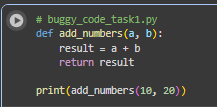 # buggy_code_task1.py
def add_numbers(a, b):
    result = a + b
    return result

print(add_numbers(10, 20))